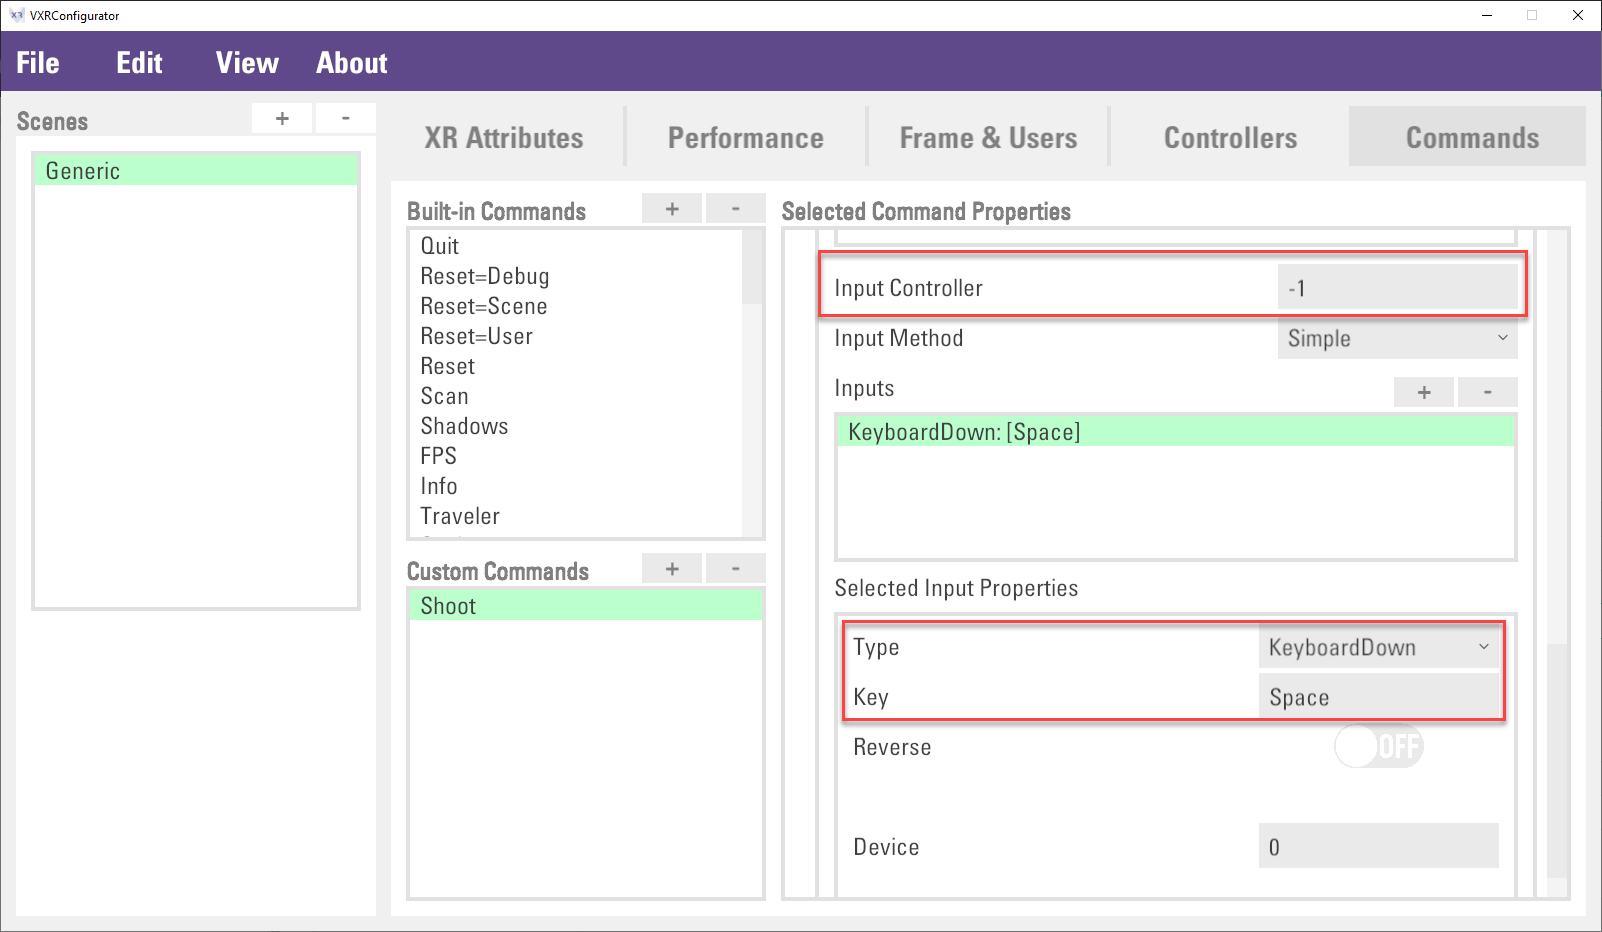 VXRConfigurator
File Edit View About
Scenes + -
Generic
XR Attributes Performance Frame & Users Controllers Commands
Built-in Commands + -
Quit
Reset=Debug
Reset=Scene
Reset=User
Reset
Scan
Shadows
FPS
Info
Traveler
Custom Commands + -
Shoot
Selected Command Properties
Input Controller -1
Input Method Simple
Inputs + -
KeyboardDown: [Space]
Selected Input Properties
Type KeyboardDown
Key Space
Reverse OFF
Device 0